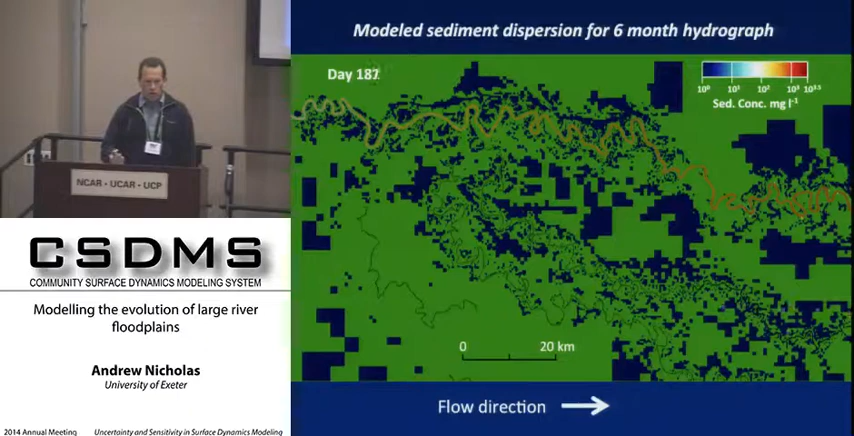 NCAR - UCAR - UCP
CSDMS
COMMUNITY SURFACE DYNAMICS MODELING SYSTEM
Modelling the evolution of large river
floodplains
Andrew Nicholas
University of Exeter
2014 Annual Meeting Uncertainty and Sensitivity in Surface Dynamics Modeling
Modeled sediment dispersion for 6 month hydrograph
Day 187
10⁰ 10¹ 10² 10³ 10³·⁵
Sed. Conc. mg l⁻¹
0 20 km
Flow direction